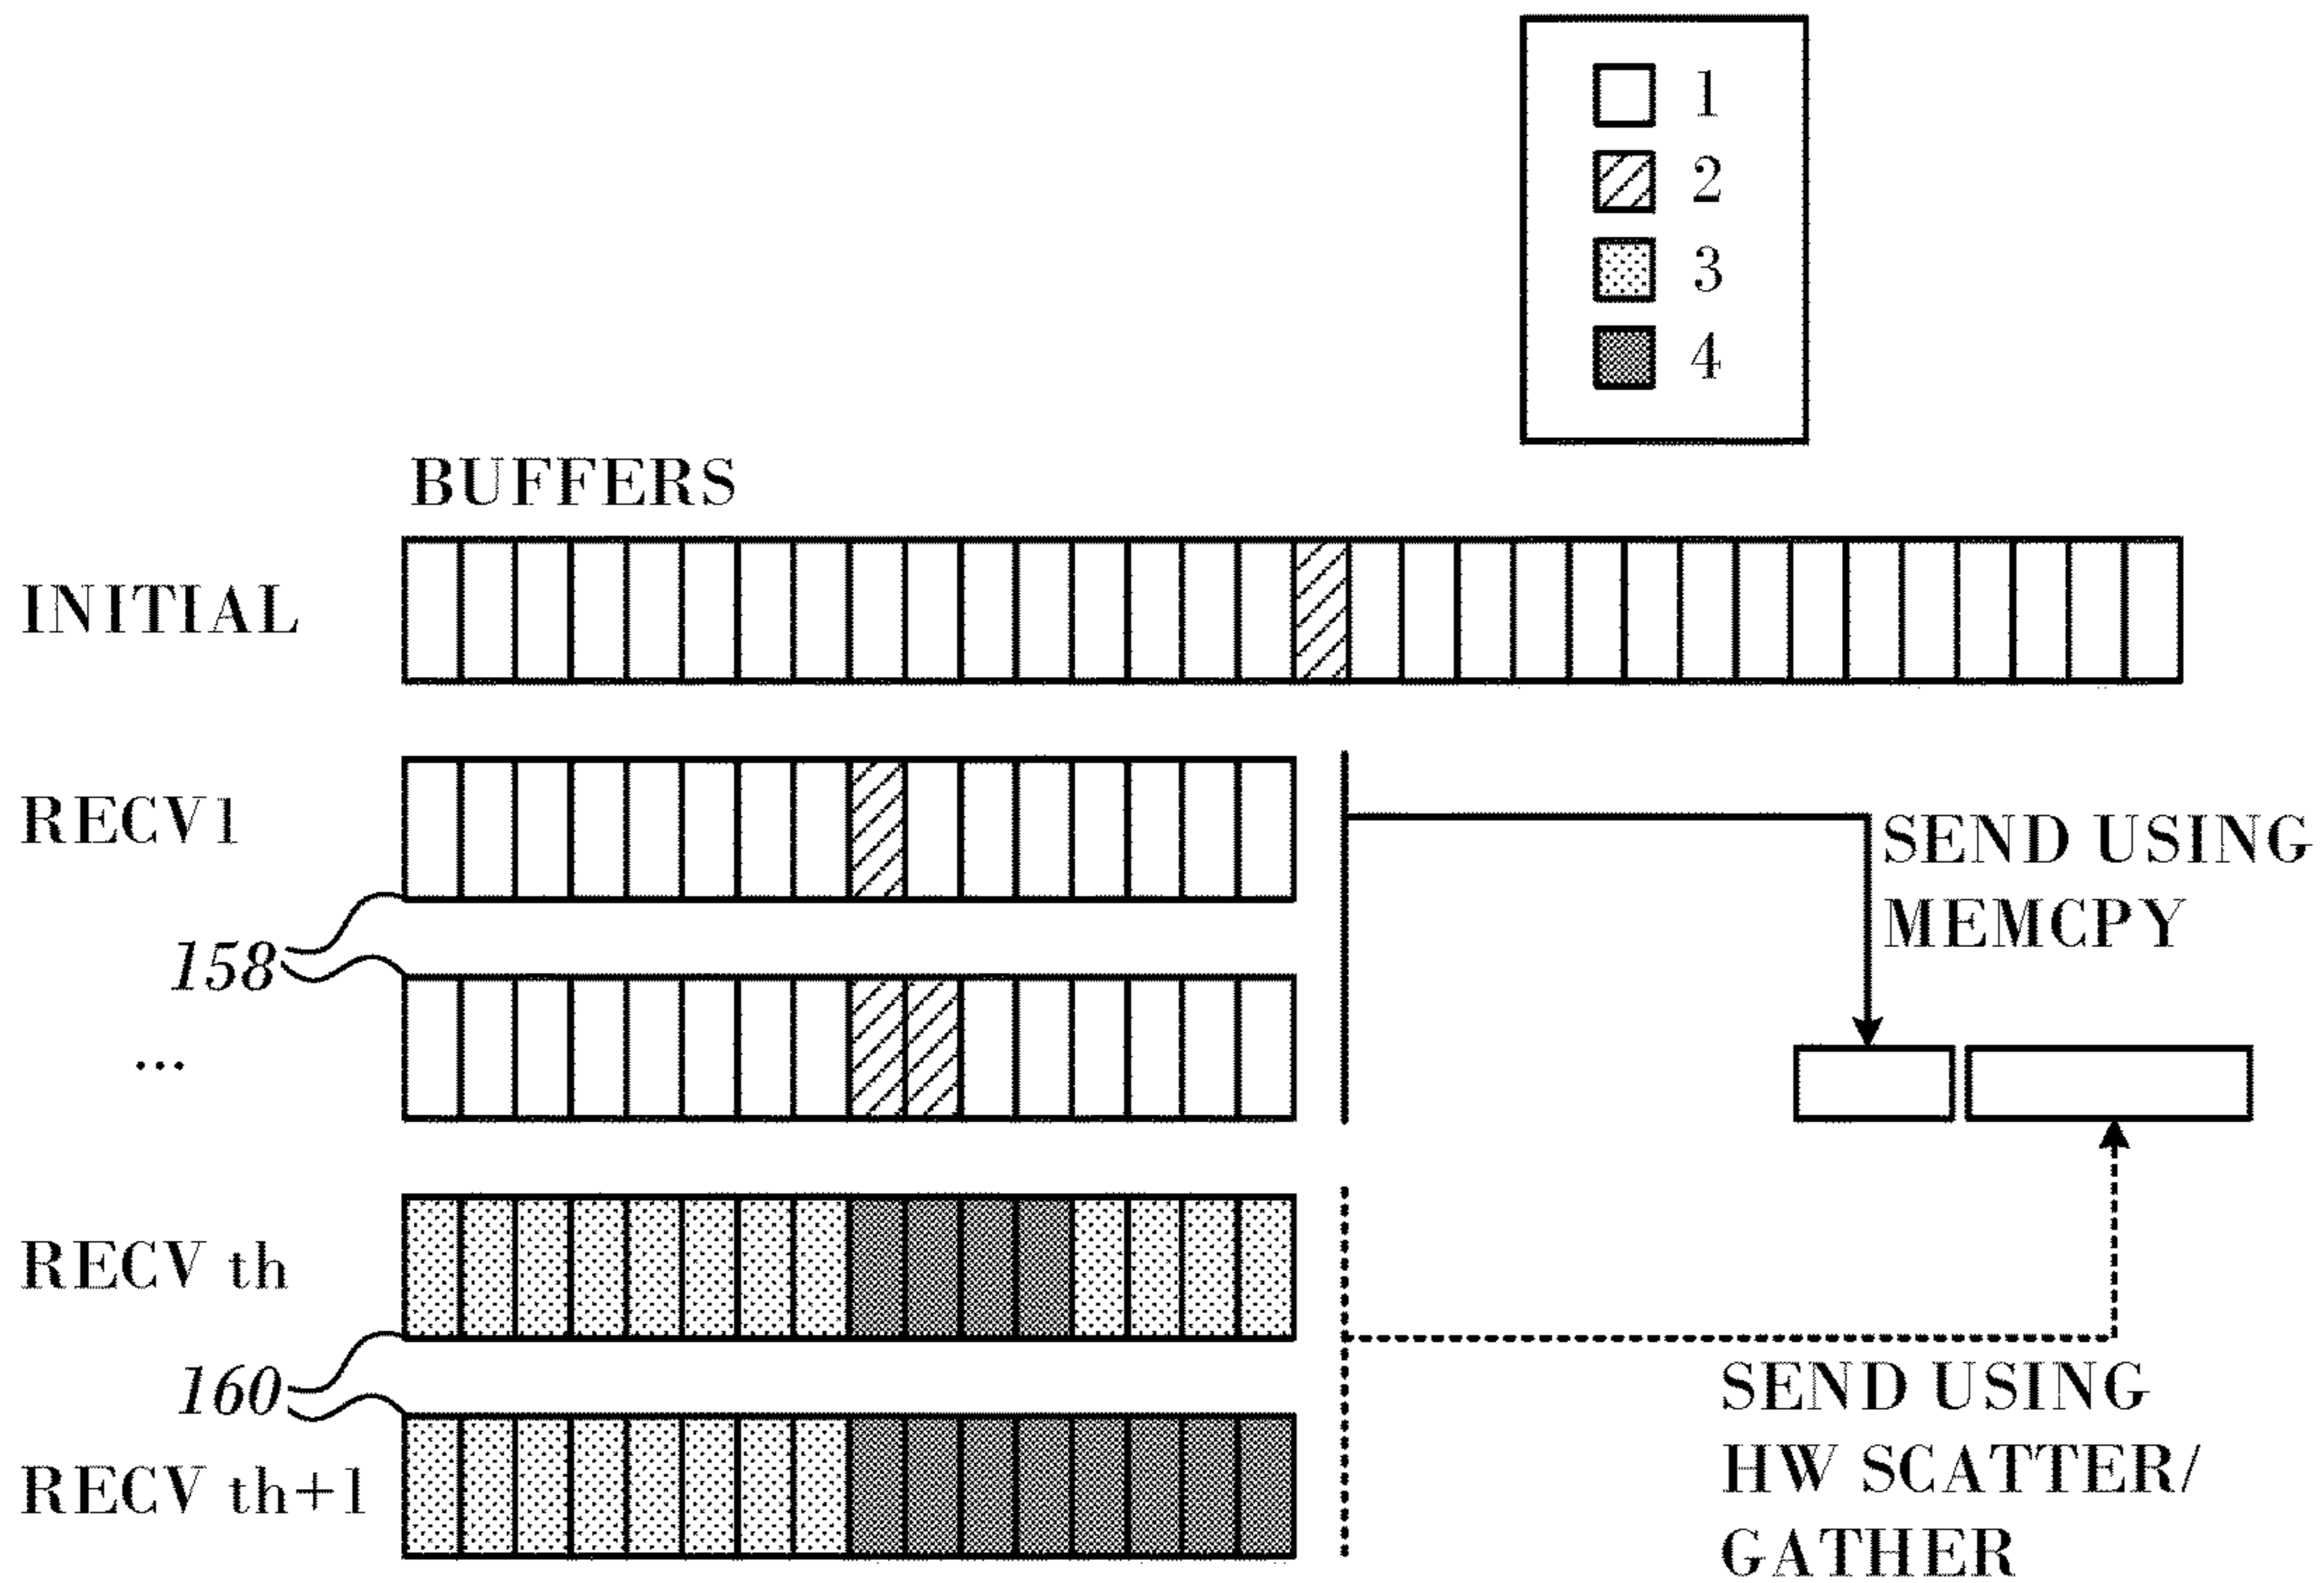 1
2
3
4
BUFFERS
INITIAL
RECV1
SEND USING
MEMCPY
158
...
RECV th
160
SEND USING
HW SCATTER/
GATHER
RECV th+1